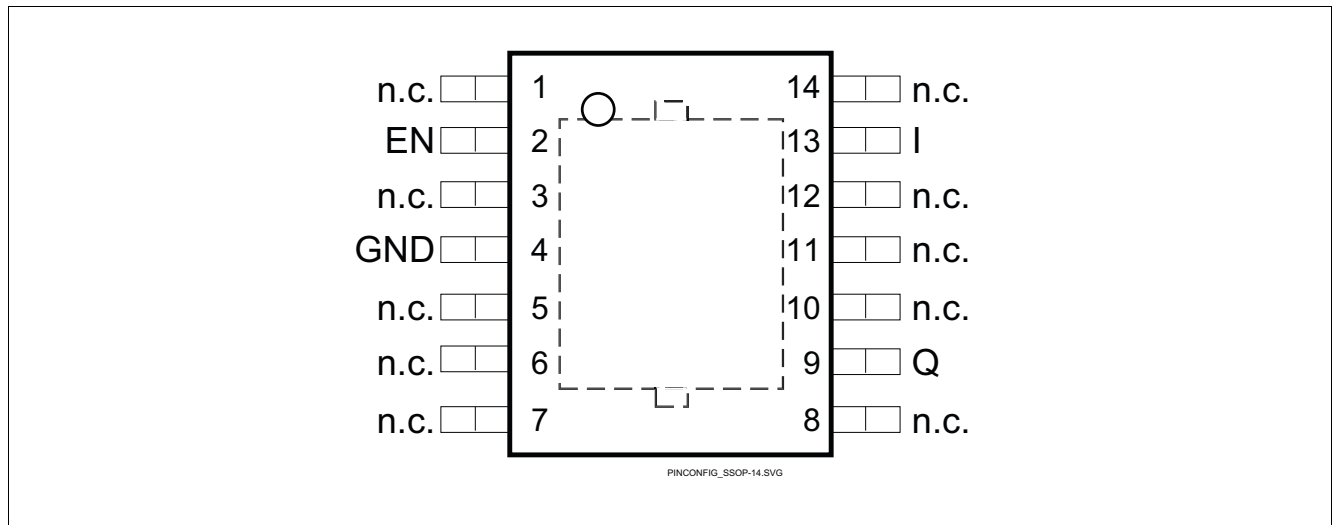 n.c. 1 14 n.c.
EN 2 13 I
n.c. 3 12 n.c.
GND 4 11 n.c.
n.c. 5 10 n.c.
n.c. 6 9 Q
n.c. 7 8 n.c.
PINCONFIG_SSOP-14.SVG